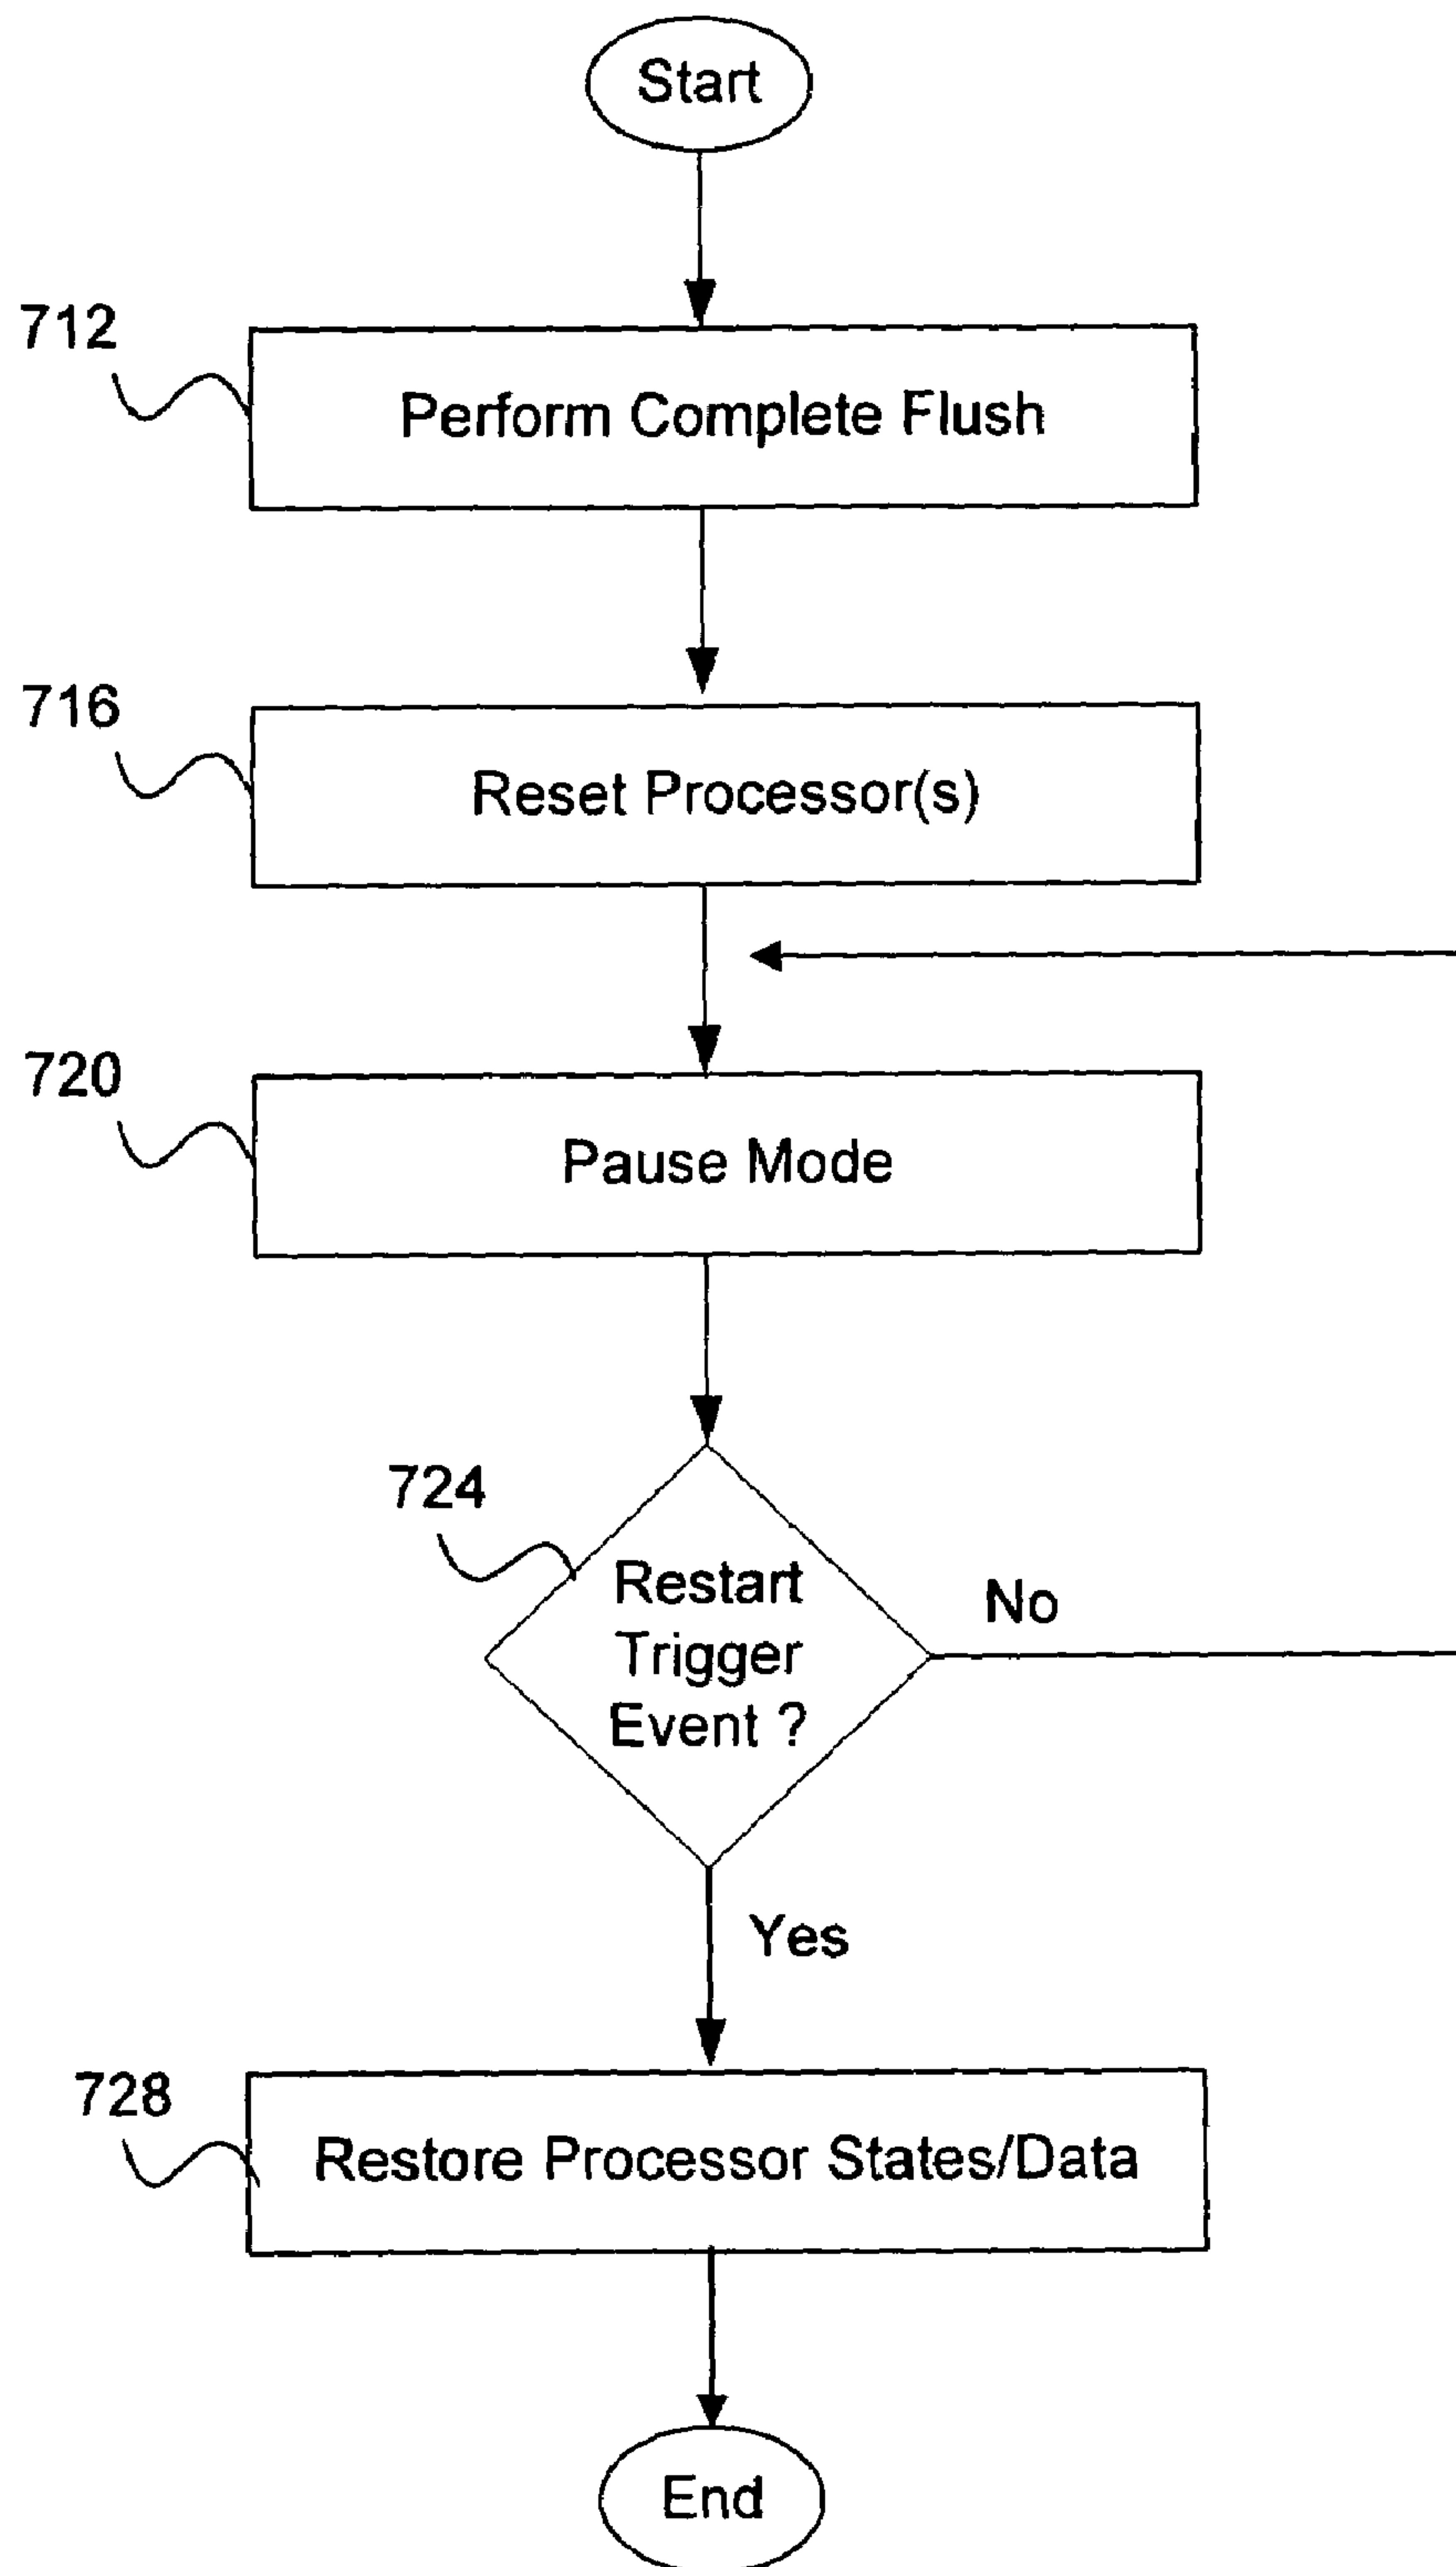 Start
712
Perform Complete Flush
716
Reset Processor(s)
720
Pause Mode
724
Restart
Trigger
Event ?
No
Yes
728
Restore Processor States/Data
End